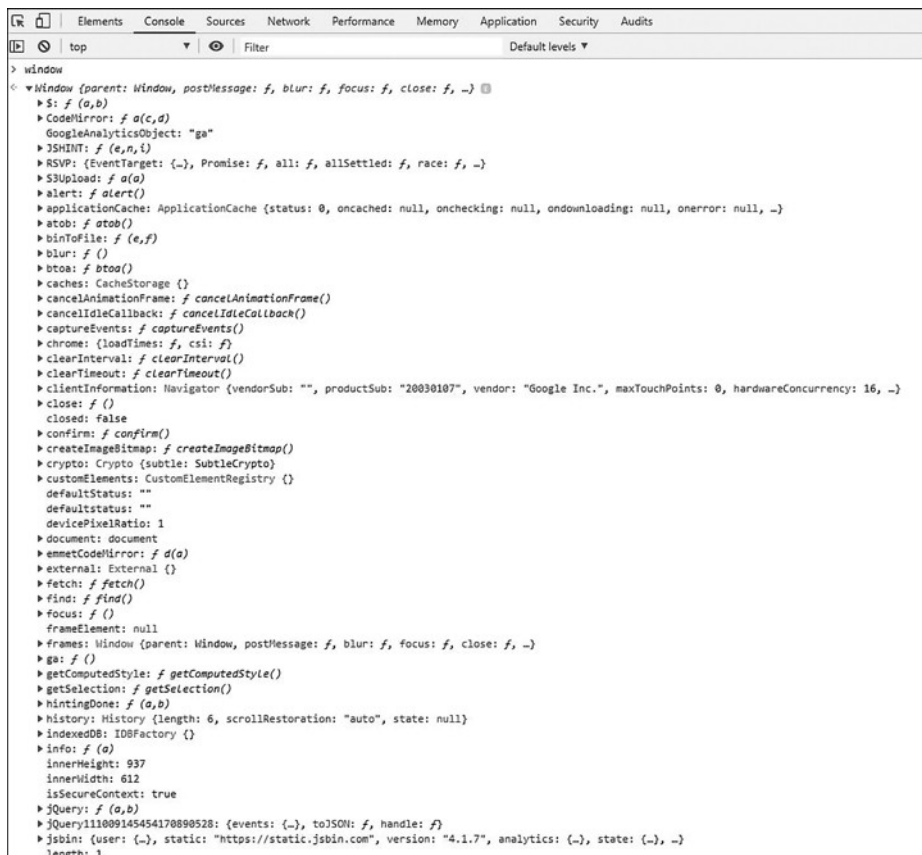 Elements Console Sources Network Performance Memory Application Security Audits
top ▼ Filter Default levels ▼
> window
▼Window {parent: Window, postMessage: ƒ, blur: ƒ, focus: ƒ, close: ƒ, …}
▶$: ƒ (a,b)
▶CodeMirror: ƒ a(c,d)
GoogleAnalyticsObject: "ga"
▶JSHINT: ƒ (e,n,i)
▶RSVP: {EventTarget: {…}, Promise: ƒ, all: ƒ, allSettled: ƒ, race: ƒ, …}
▶S3Upload: ƒ a(a)
▶alert: ƒ alert()
▶applicationCache: ApplicationCache {status: 0, oncached: null, onchecking: null, ondownloading: null, onerror: null, …}
▶atob: ƒ atob()
▶binToFile: ƒ (e,f)
▶blur: ƒ ()
▶btoa: ƒ btoa()
▶caches: CacheStorage {}
▶cancelAnimationFrame: ƒ cancelAnimationFrame()
▶cancelIdleCallback: ƒ cancelIdleCallback()
▶captureEvents: ƒ captureEvents()
▶chrome: {loadTimes: ƒ, csi: ƒ}
▶clearInterval: ƒ clearInterval()
▶clearTimeout: ƒ clearTimeout()
▶clientInformation: Navigator {vendorSub: "", productSub: "20030107", vendor: "Google Inc.", maxTouchPoints: 0, hardwareConcurrency: 16, …}
▶close: ƒ ()
closed: false
▶confirm: ƒ confirm()
▶createImageBitmap: ƒ createImageBitmap()
▶crypto: Crypto {subtle: SubtleCrypto}
▶customElements: CustomElementRegistry {}
defaultStatus: ""
defaultstatus: ""
devicePixelRatio: 1
▶document: document
▶emmetCodeMirror: ƒ d(a)
▶external: External {}
▶fetch: ƒ fetch()
▶find: ƒ find()
▶focus: ƒ ()
frameElement: null
▶frames: Window {parent: Window, postMessage: ƒ, blur: ƒ, focus: ƒ, close: ƒ, …}
▶ga: ƒ ()
▶getComputedStyle: ƒ getComputedStyle()
▶getSelection: ƒ getSelection()
▶hintingDone: ƒ (a,b)
▶history: History {length: 6, scrollRestoration: "auto", state: null}
▶indexedDB: IDBFactory {}
▶info: ƒ (a)
innerHeight: 937
innerWidth: 612
isSecureContext: true
▶jQuery: ƒ (a,b)
▶jQuery111009145454170890528: {events: {…}, toJSON: ƒ, handle: ƒ}
▶jsbin: {user: {…}, static: "https://static.jsbin.com", version: "4.1.7", analytics: {…}, state: {…}, …}
length: 1